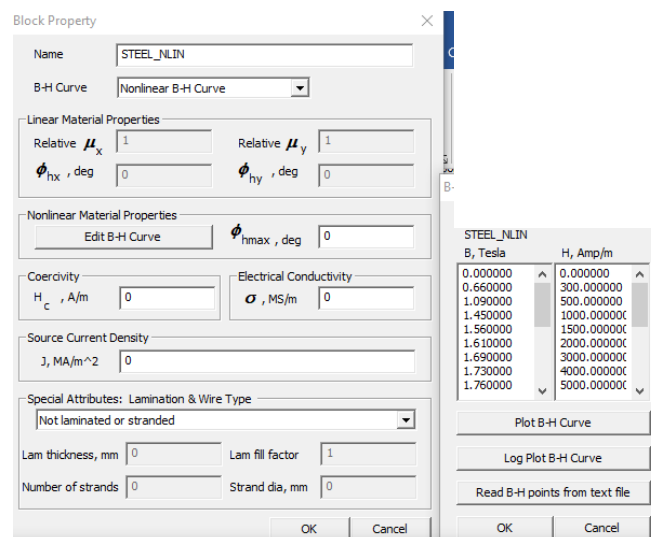 Block Property
Name STEEL_NLIN
B-H Curve Nonlinear B-H Curve
Linear Material Properties
Relative μx 1 Relative μy 1
ϕhx , deg 0 ϕhy , deg 0
Nonlinear Material Properties
Edit B-H Curve ϕhmax , deg 0
Coercivity Electrical Conductivity
Hc , A/m 0 σ , MS/m 0
Source Current Density
J, MA/m^2 0
Special Attributes: Lamination & Wire Type
Not laminated or stranded
Lam thickness, mm 0 Lam fill factor 1
Number of strands 0 Strand dia, mm 0
OK Cancel
B-
STEEL_NLIN
B, Tesla H, Amp/m
0.000000 0.000000
0.660000 300.000000
1.090000 500.000000
1.450000 1000.000000
1.560000 1500.000000
1.610000 2000.000000
1.690000 3000.000000
1.730000 4000.000000
1.760000 5000.000000
Plot B-H Curve
Log Plot B-H Curve
Read B-H points from text file
OK Cancel